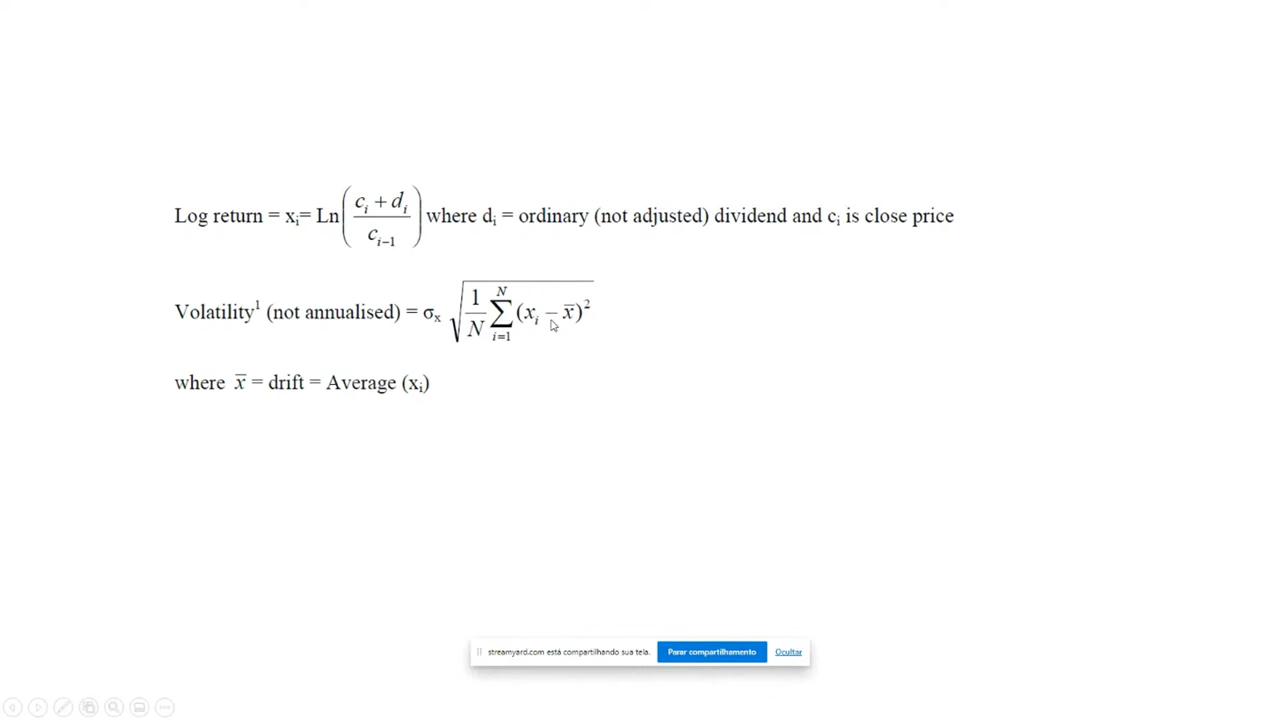 Log return = xᵢ= Ln((cᵢ + dᵢ)/cᵢ₋₁) where dᵢ = ordinary (not adjusted) dividend and cᵢ is close price
Volatility¹ (not annualised) = σₓ √(1/N ∑ᵢ₌₁ᴺ (xᵢ − x̄)²)
where x̄ = drift = Average (xᵢ)
streamyard.com está compartilhando sua tela. Parar compartilhamento Ocultar